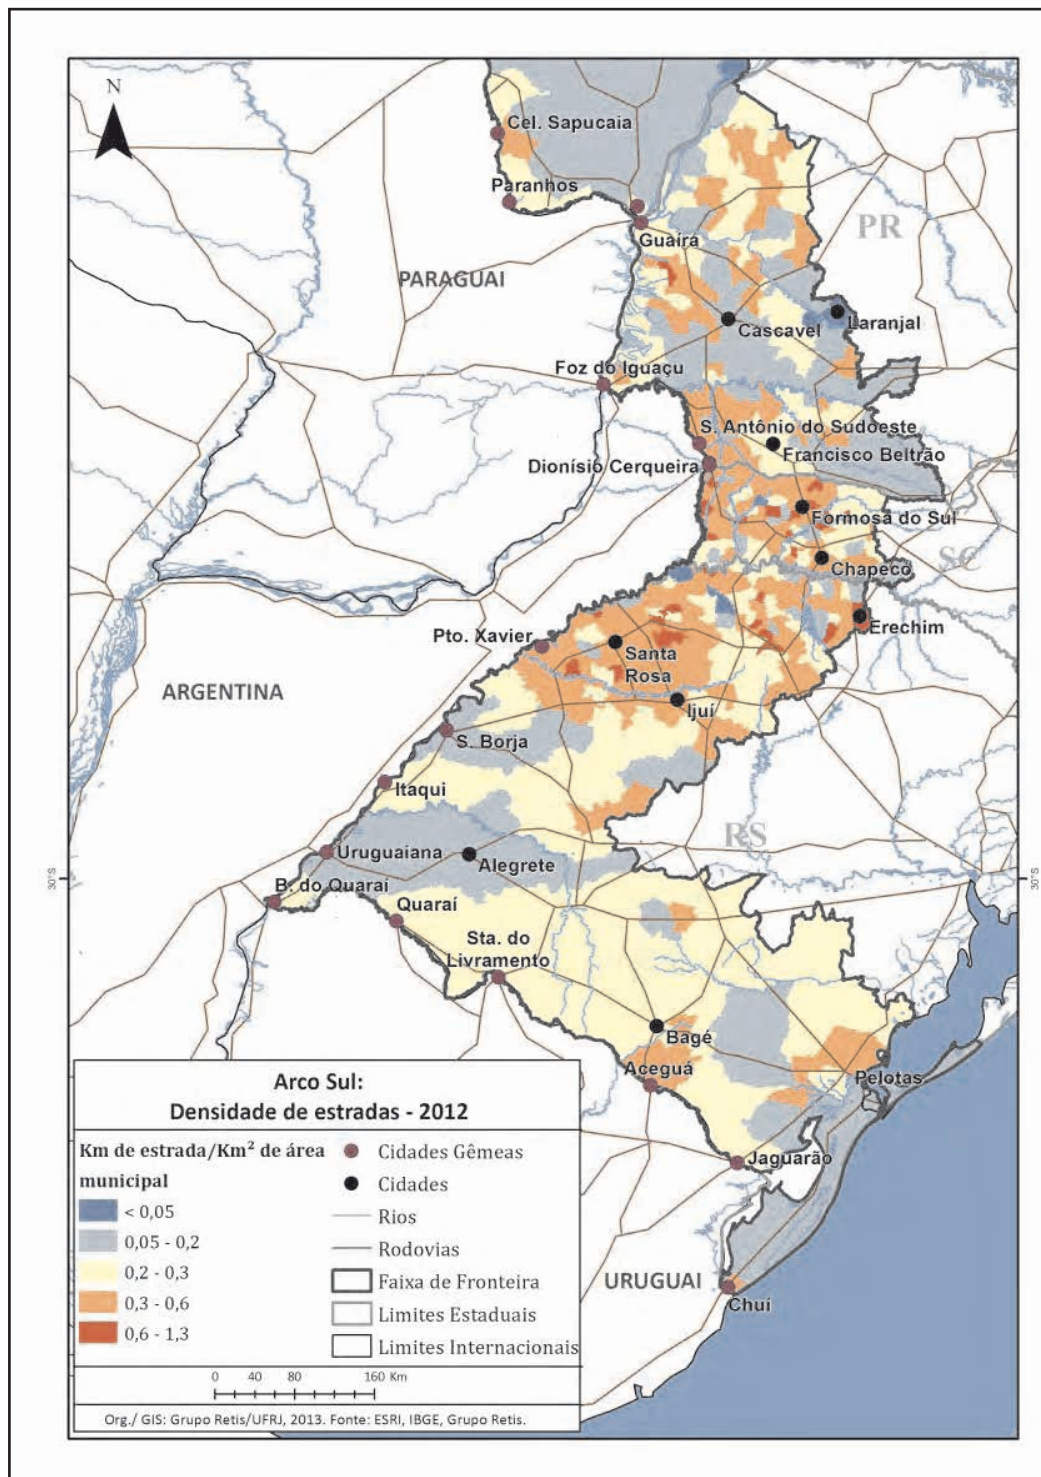 N
Cel. Sapucaia
Paranhos
Guaíra
PR
PARAGUAI
Cascavel
Laranjal
Foz do Iguaçu
S. Antônio do Sudoeste
Francisco Beltrão
Dionísio Cerqueira
Formosa do Sul
SC
Chapecó
Erechim
Pto. Xavier
Santa
Rosa
ARGENTINA
Ijuí
S. Borja
Itaqui
RS
Uruguaiana
Alegrete
30°S
30°S
B. do Quaraí
Quaraí
Sta. do
Livramento
Bagé
Aceguá
Pelotas
Jaguarão
URUGUAI
Chuí
Arco Sul:
Densidade de estradas - 2012
Km de estrada/Km² de área
municipal
< 0,05
0,05 - 0,2
0,2 - 0,3
0,3 - 0,6
0,6 - 1,3
Cidades Gêmeas
Cidades
Rios
Rodovias
Faixa de Fronteira
Limites Estaduais
Limites Internacionais
0 40 80 160 Km
Org./ GIS: Grupo Retis/UFRJ, 2013. Fonte: ESRI, IBGE, Grupo Retis.